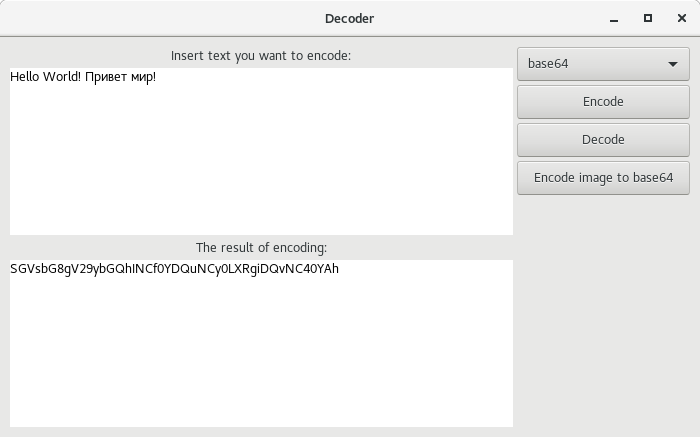 Decoder
Insert text you want to encode:
Hello World! Привет мир!
base64
Encode
Decode
Encode image to base64
The result of encoding:
SGVsbG8gV29ybGQhINCf0YDQuNCy0LXRgiDQvNC40YAh